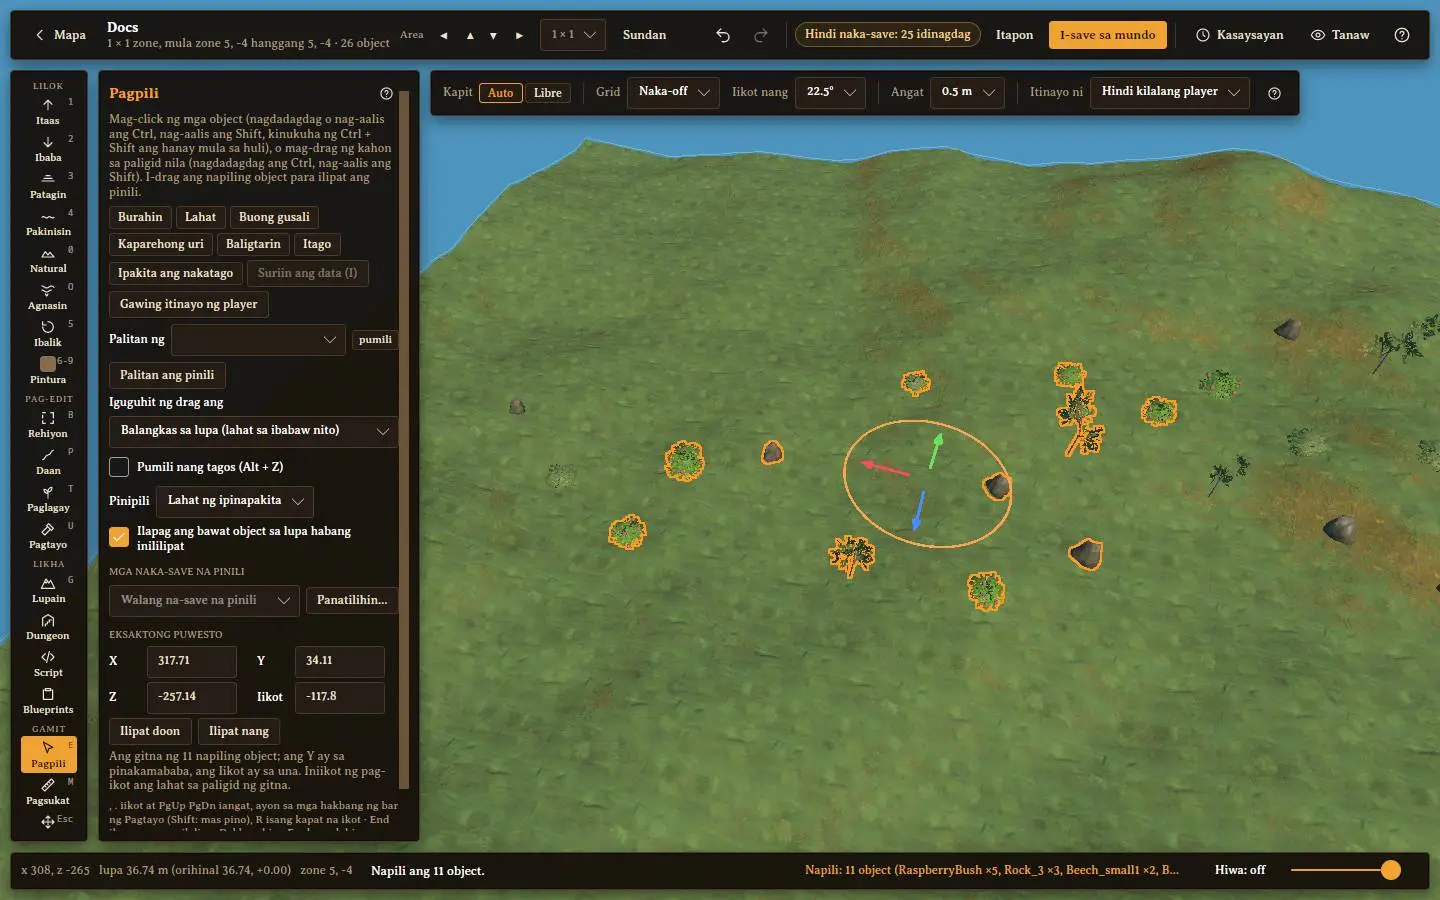 Mapa
Docs
1 × 1 zone, mula zone 5, -4 hanggang 5, -4 · 26 object
Area
1 × 1
Sundan
Hindi naka-save: 25 idinagdag
Itapon
I-save sa mundo
Kasaysayan
Tanaw
Kapit
Auto
Libre
Grid
Naka-off
Iikot nang
22.5°
Angat
0.5 m
Itinayo ni
Hindi kilalang player
LILOK
1
Itaas
2
Ibaba
3
Patagin
4
Pakinisin
0
Natural
O
Agnasin
5
Ibalik
6-9
Pintura
PAG-EDIT
B
Rehiyon
P
Daan
T
Paglagay
U
Pagtayo
LIKHA
G
Lupain
Dungeon
Script
Blueprints
GAMIT
E
Pagpili
M
Pagsukat
Esc
Pagpili
Mag-click ng mga object (nagdadagdag o nag-aalis
ang Ctrl, nag-aalis ang Shift, kinukuha ng Ctrl +
Shift ang hanay mula sa huli), o mag-drag ng kahon
sa paligid nila (nagdadagdag ang Ctrl, nag-aalis ang
Shift). I-drag ang napiling object para ilipat ang
pinili.
Burahin
Lahat
Buong gusali
Kaparehong uri
Baligtarin
Itago
Ipakita ang nakatago
Suriin ang data (I)
Gawing itinayo ng player
Palitan ng
pumili
Palitan ang pinili
Iguguhit ng drag ang
Balangkas sa lupa (lahat sa ibabaw nito)
Pumili nang tagos (Alt + Z)
Pinipili
Lahat ng ipinapakita
Ilapag ang bawat object sa lupa habang
inililipat
MGA NAKA-SAVE NA PINILI
Walang na-save na pinili
Panatilihin...
EKSAKTONG PUWESTO
X
317.71
Y
34.11
Z
-257.14
Iikot
-117.8
Ilipat doon
Ilipat nang
Ang gitna ng 11 napiling object; ang Y ay sa
pinakamababa, ang Iikot ay sa una. Iniikot ng pag-
ikot ang lahat sa paligid ng gitna.
, . iikot at PgUp PgDn iangat, ayon sa mga hakbang ng bar
ng Pagtayo (Shift: mas pino), R isang kapat na ikot · End
x 308, z -265
lupa 36.74 m (orihinal 36.74, +0.00)
zone 5, -4
Napili ang 11 object.
Napili: 11 object (RaspberryBush ×5, Rock_3 ×3, Beech_small1 ×2, B...
Hiwa: off